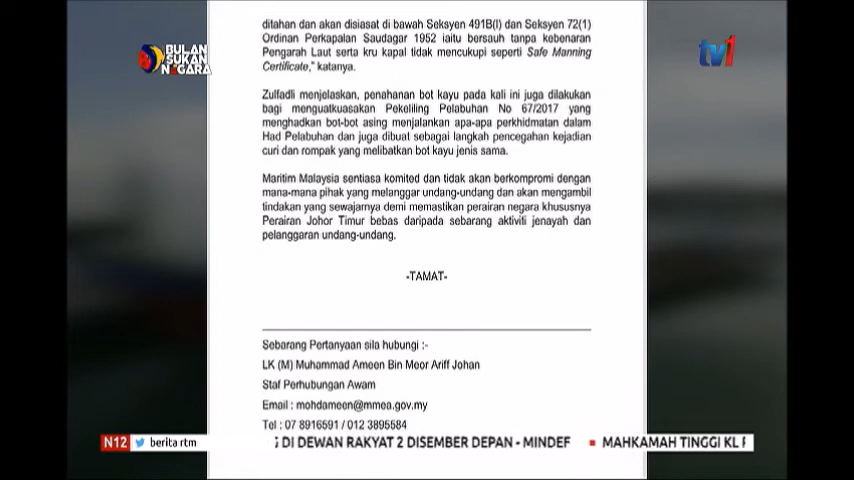 BULAN
SUKAN
NEGARA
tv1
ditahan dan akan disiasat di bawah Seksyen 491B(l) dan Seksyen 72(1)
Ordinan Perkapalan Saudagar 1952 iaitu bersauh tanpa kebenaran
Pengarah Laut serta kru kapal tidak mencukupi seperti Safe Manning
Certificate," katanya.
Zulfadli menjelaskan, penahanan bot kayu pada kali ini juga dilakukan
bagi menguatkuasakan Pekeliling Pelabuhan No 67/2017 yang
menghadkan bot-bot asing menjalankan apa-apa perkhidmatan dalam
Had Pelabuhan dan juga dibuat sebagai langkah pencegahan kejadian
curi dan rompak yang melibatkan bot kayu jenis sama.
Maritim Malaysia sentiasa komited dan tidak akan berkompromi dengan
mana-mana pihak yang melanggar undang-undang dan akan mengambil
tindakan yang sewajarnya demi memastikan perairan negara khususnya
Perairan Johor Timur bebas daripada sebarang aktiviti jenayah dan
pelanggaran undang-undang.
-TAMAT-
Sebarang Pertanyaan sila hubungi :-
LK (M) Muhammad Ameen Bin Meor Ariff Johan
Staf Perhubungan Awam
Email : mohdameen@mmea.gov.my
Tel : 07 8916591 / 012 3895584
N12 berita rtm DI DEWAN RAKYAT 2 DISEMBER DEPAN - MINDEF ▪ MAHKAMAH TINGGI KL